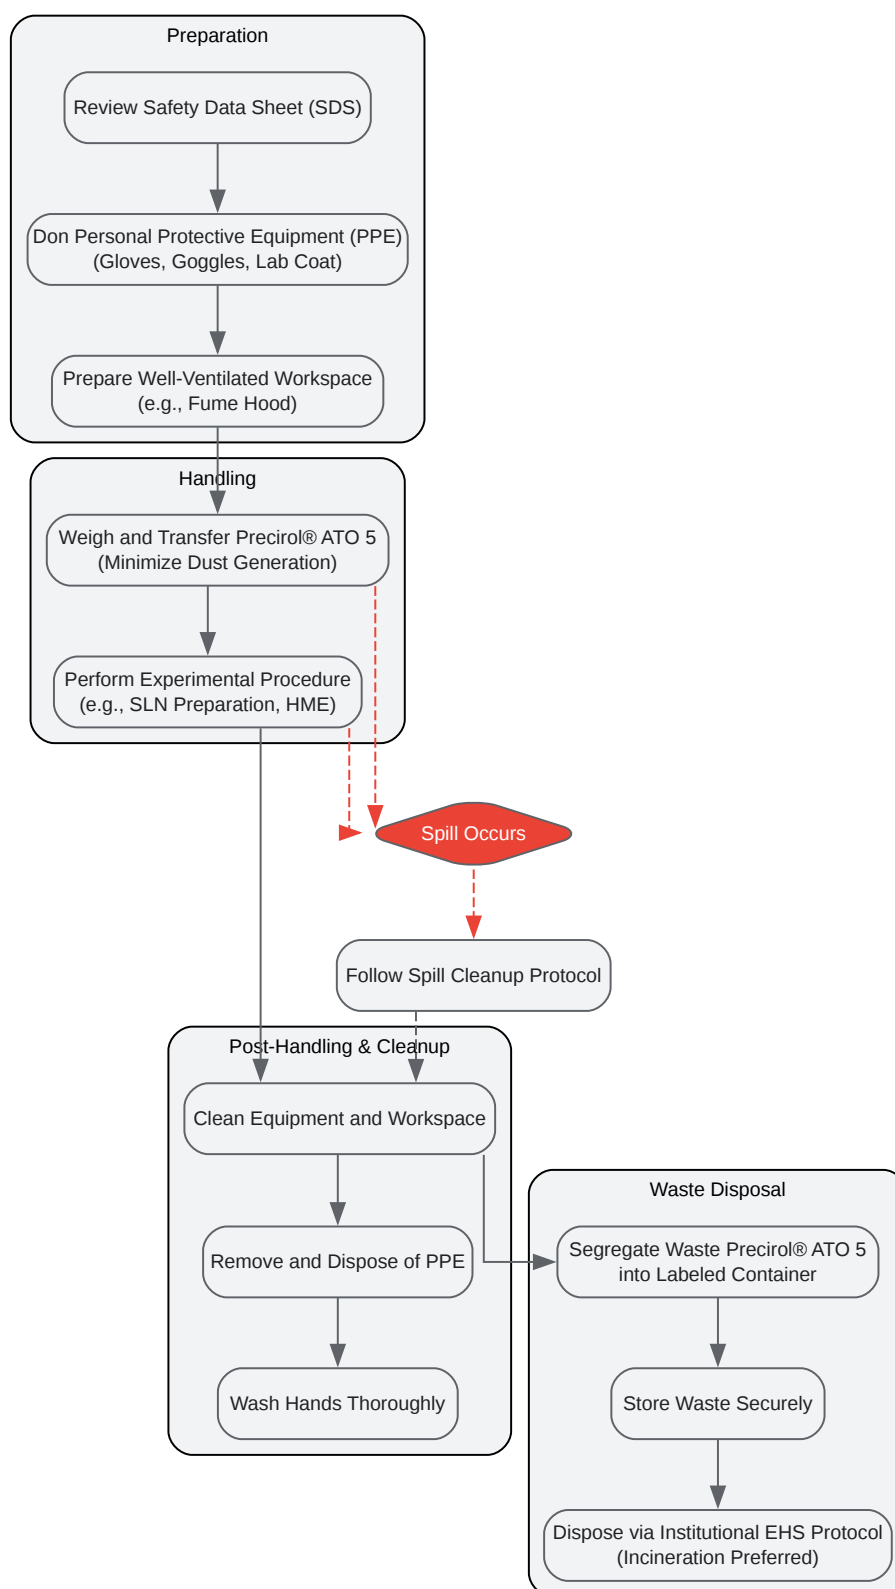 Preparation
Review Safety Data Sheet (SDS)
Don Personal Protective Equipment (PPE)
(Gloves, Goggles, Lab Coat)
Prepare Well-Ventilated Workspace
(e.g., Fume Hood)
Handling
Weigh and Transfer Precirol® ATO 5
(Minimize Dust Generation)
Perform Experimental Procedure
(e.g., SLN Preparation, HME)
Spill Occurs
Follow Spill Cleanup Protocol
Post-Handling & Cleanup
Clean Equipment and Workspace
Remove and Dispose of PPE
Wash Hands Thoroughly
Waste Disposal
Segregate Waste Precirol® ATO 5
into Labeled Container
Store Waste Securely
Dispose via Institutional EHS Protocol
(Incineration Preferred)